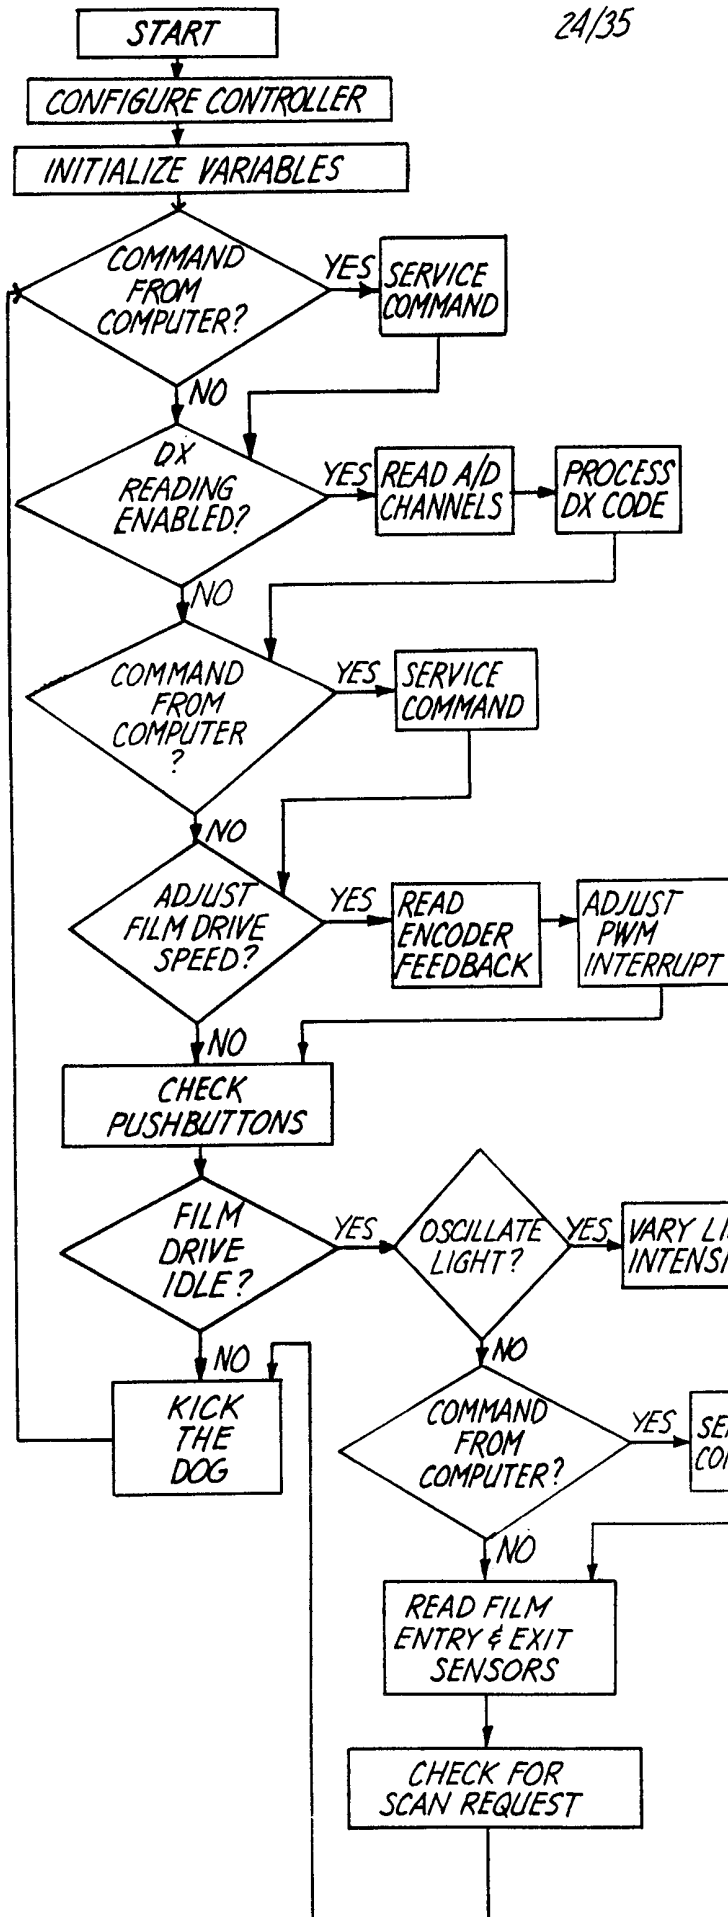 24/35
START
CONFIGURE CONTROLLER
INITIALIZE VARIABLES
COMMAND
FROM
COMPUTER?
YES
SERVICE
COMMAND
NO
DX
READING
ENABLED?
YES
READ A/D
CHANNELS
PROCESS
DX CODE
NO
COMMAND
FROM
COMPUTER
?
YES
SERVICE
COMMAND
NO
ADJUST
FILM DRIVE
SPEED?
YES
READ
ENCODER
FEEDBACK
ADJUST
PWM
INTERRUPT
NO
CHECK
PUSHBUTTONS
FILM
DRIVE
IDLE?
YES
OSCILLATE
LIGHT?
YES
VARY
NO
NO
KICK
THE
DOG
COMMAND
FROM
COMPUTER?
YES
NO
READ FILM
ENTRY & EXIT
SENSORS
CHECK FOR
SCAN REQUEST